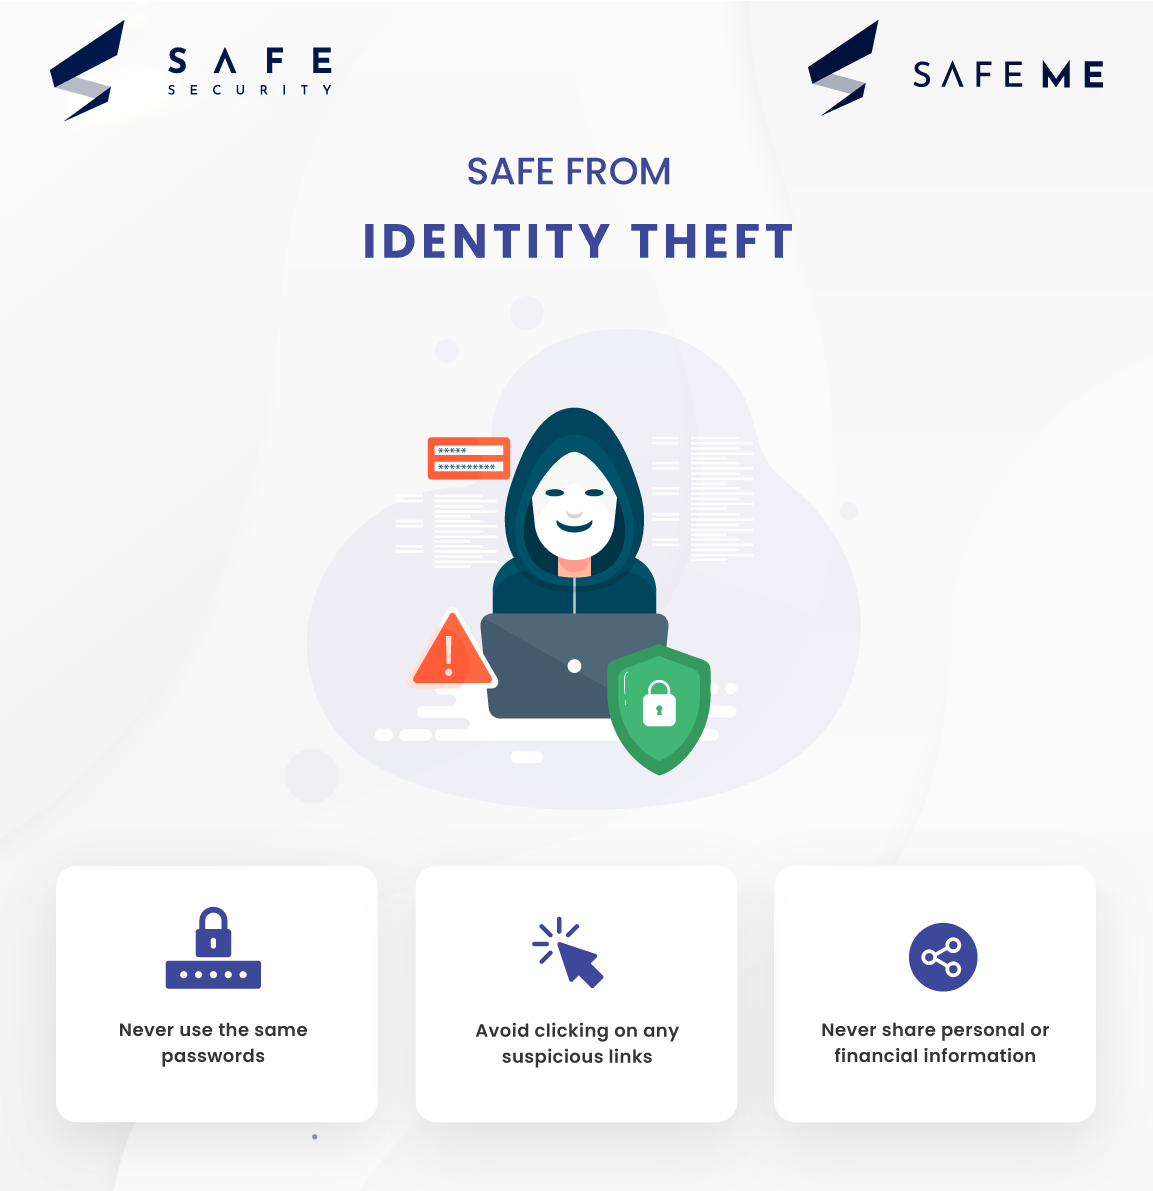 SAFE
SECURITY
SAFE ME
SAFE FROM
IDENTITY THEFT
*****
**********
Never use the same
passwords
Avoid clicking on any
suspicious links
Never share personal or
financial information